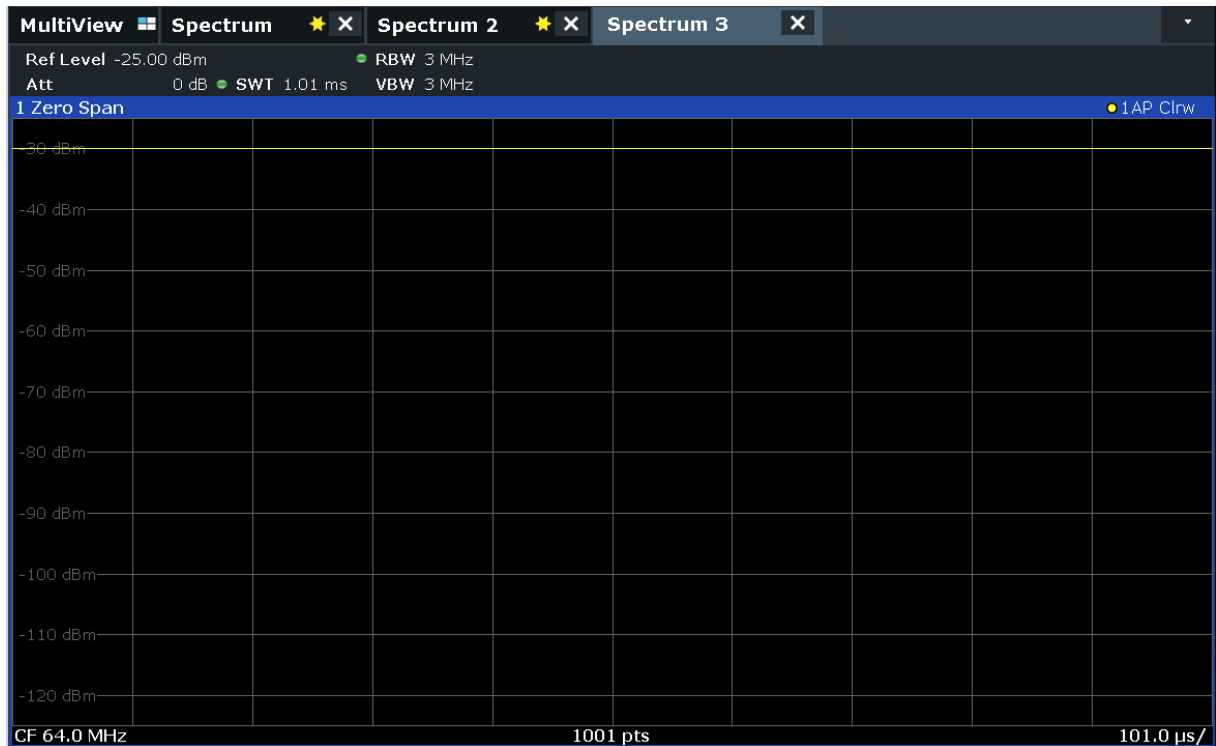 MultiView Spectrum Spectrum 2 Spectrum 3
Ref Level -25.00 dBm RBW 3 MHz
Att 0 dB SWT 1.01 ms VBW 3 MHz
1 Zero Span 1AP Clrw
-30 dBm
-40 dBm
-50 dBm
-60 dBm
-70 dBm
-80 dBm
-90 dBm
-100 dBm
-110 dBm
-120 dBm
CF 64.0 MHz 1001 pts 101.0 µs/